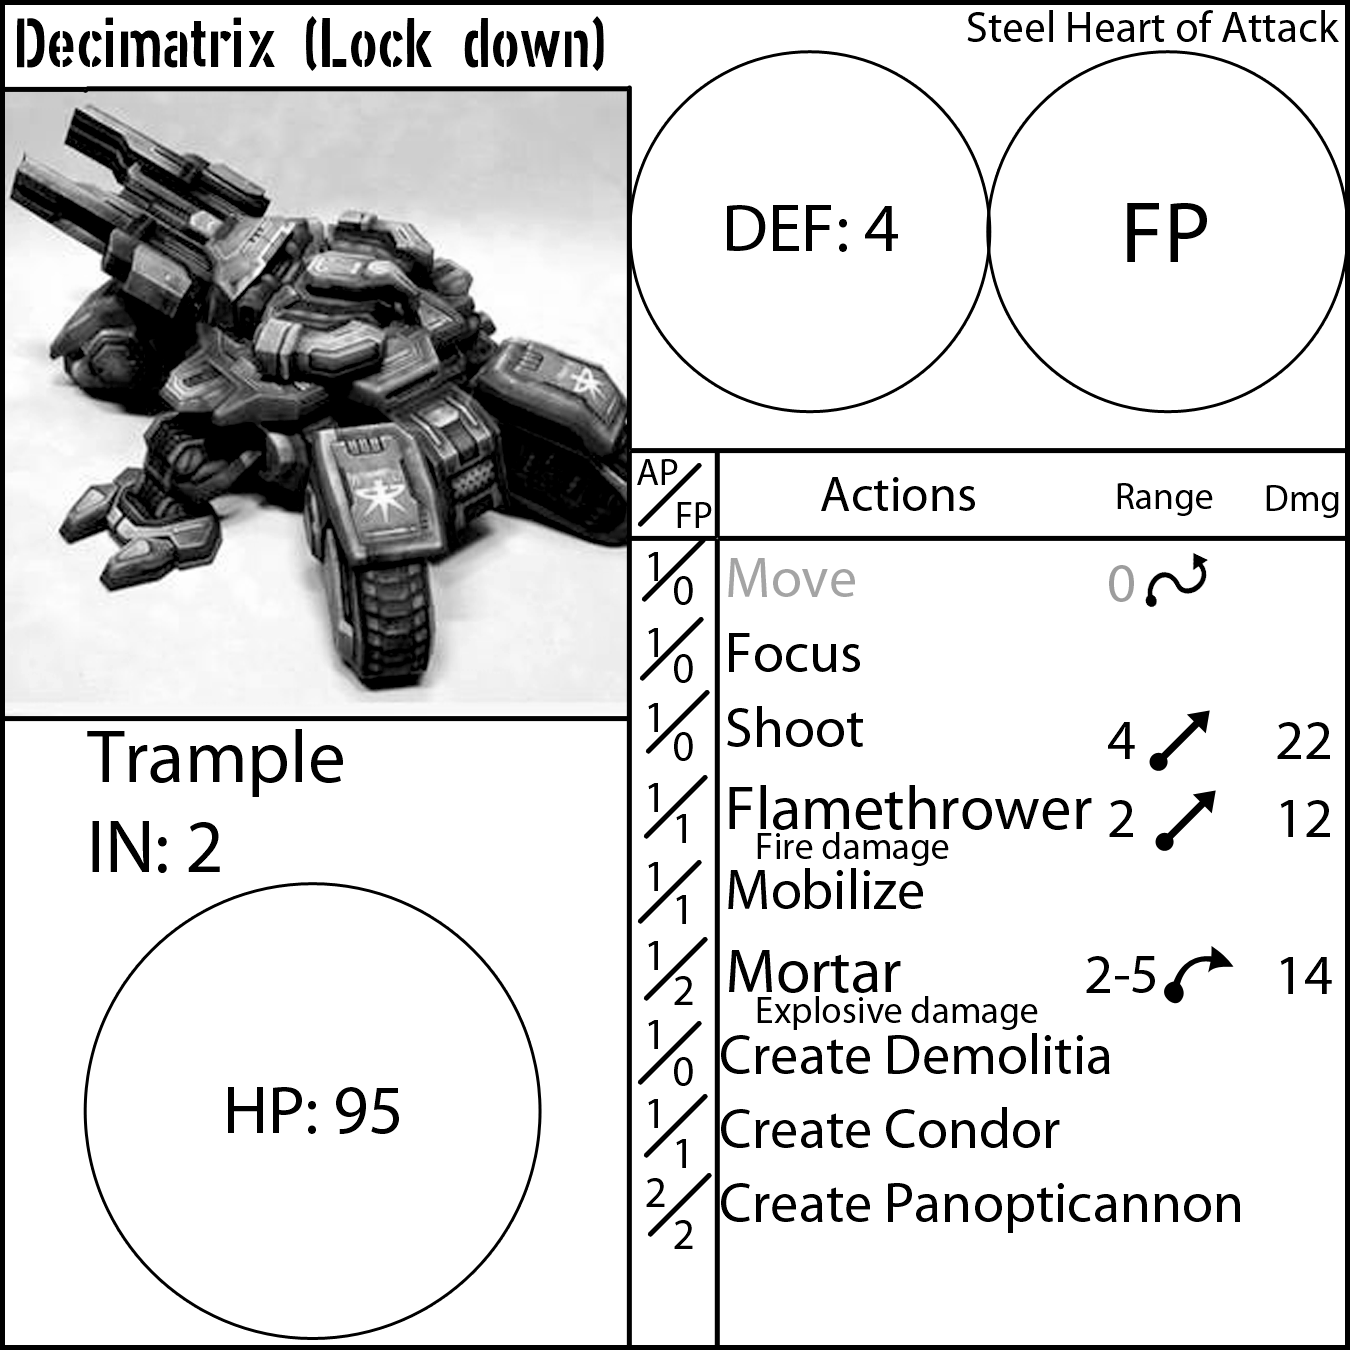 Decimatrix (Lock down)
Steel Heart of Attack
DEF: 4
FP
AP/FP Actions Range Dmg
1/0 Move 0
1/0 Focus
1/0 Shoot 4 22
1/1 Flamethrower 2 12
Fire damage
1/1 Mobilize
1/2 Mortar 2-5 14
Explosive damage
1/0 Create Demolitia
1/1 Create Condor
2/2 Create Panopticannon
Trample
IN: 2
HP: 95